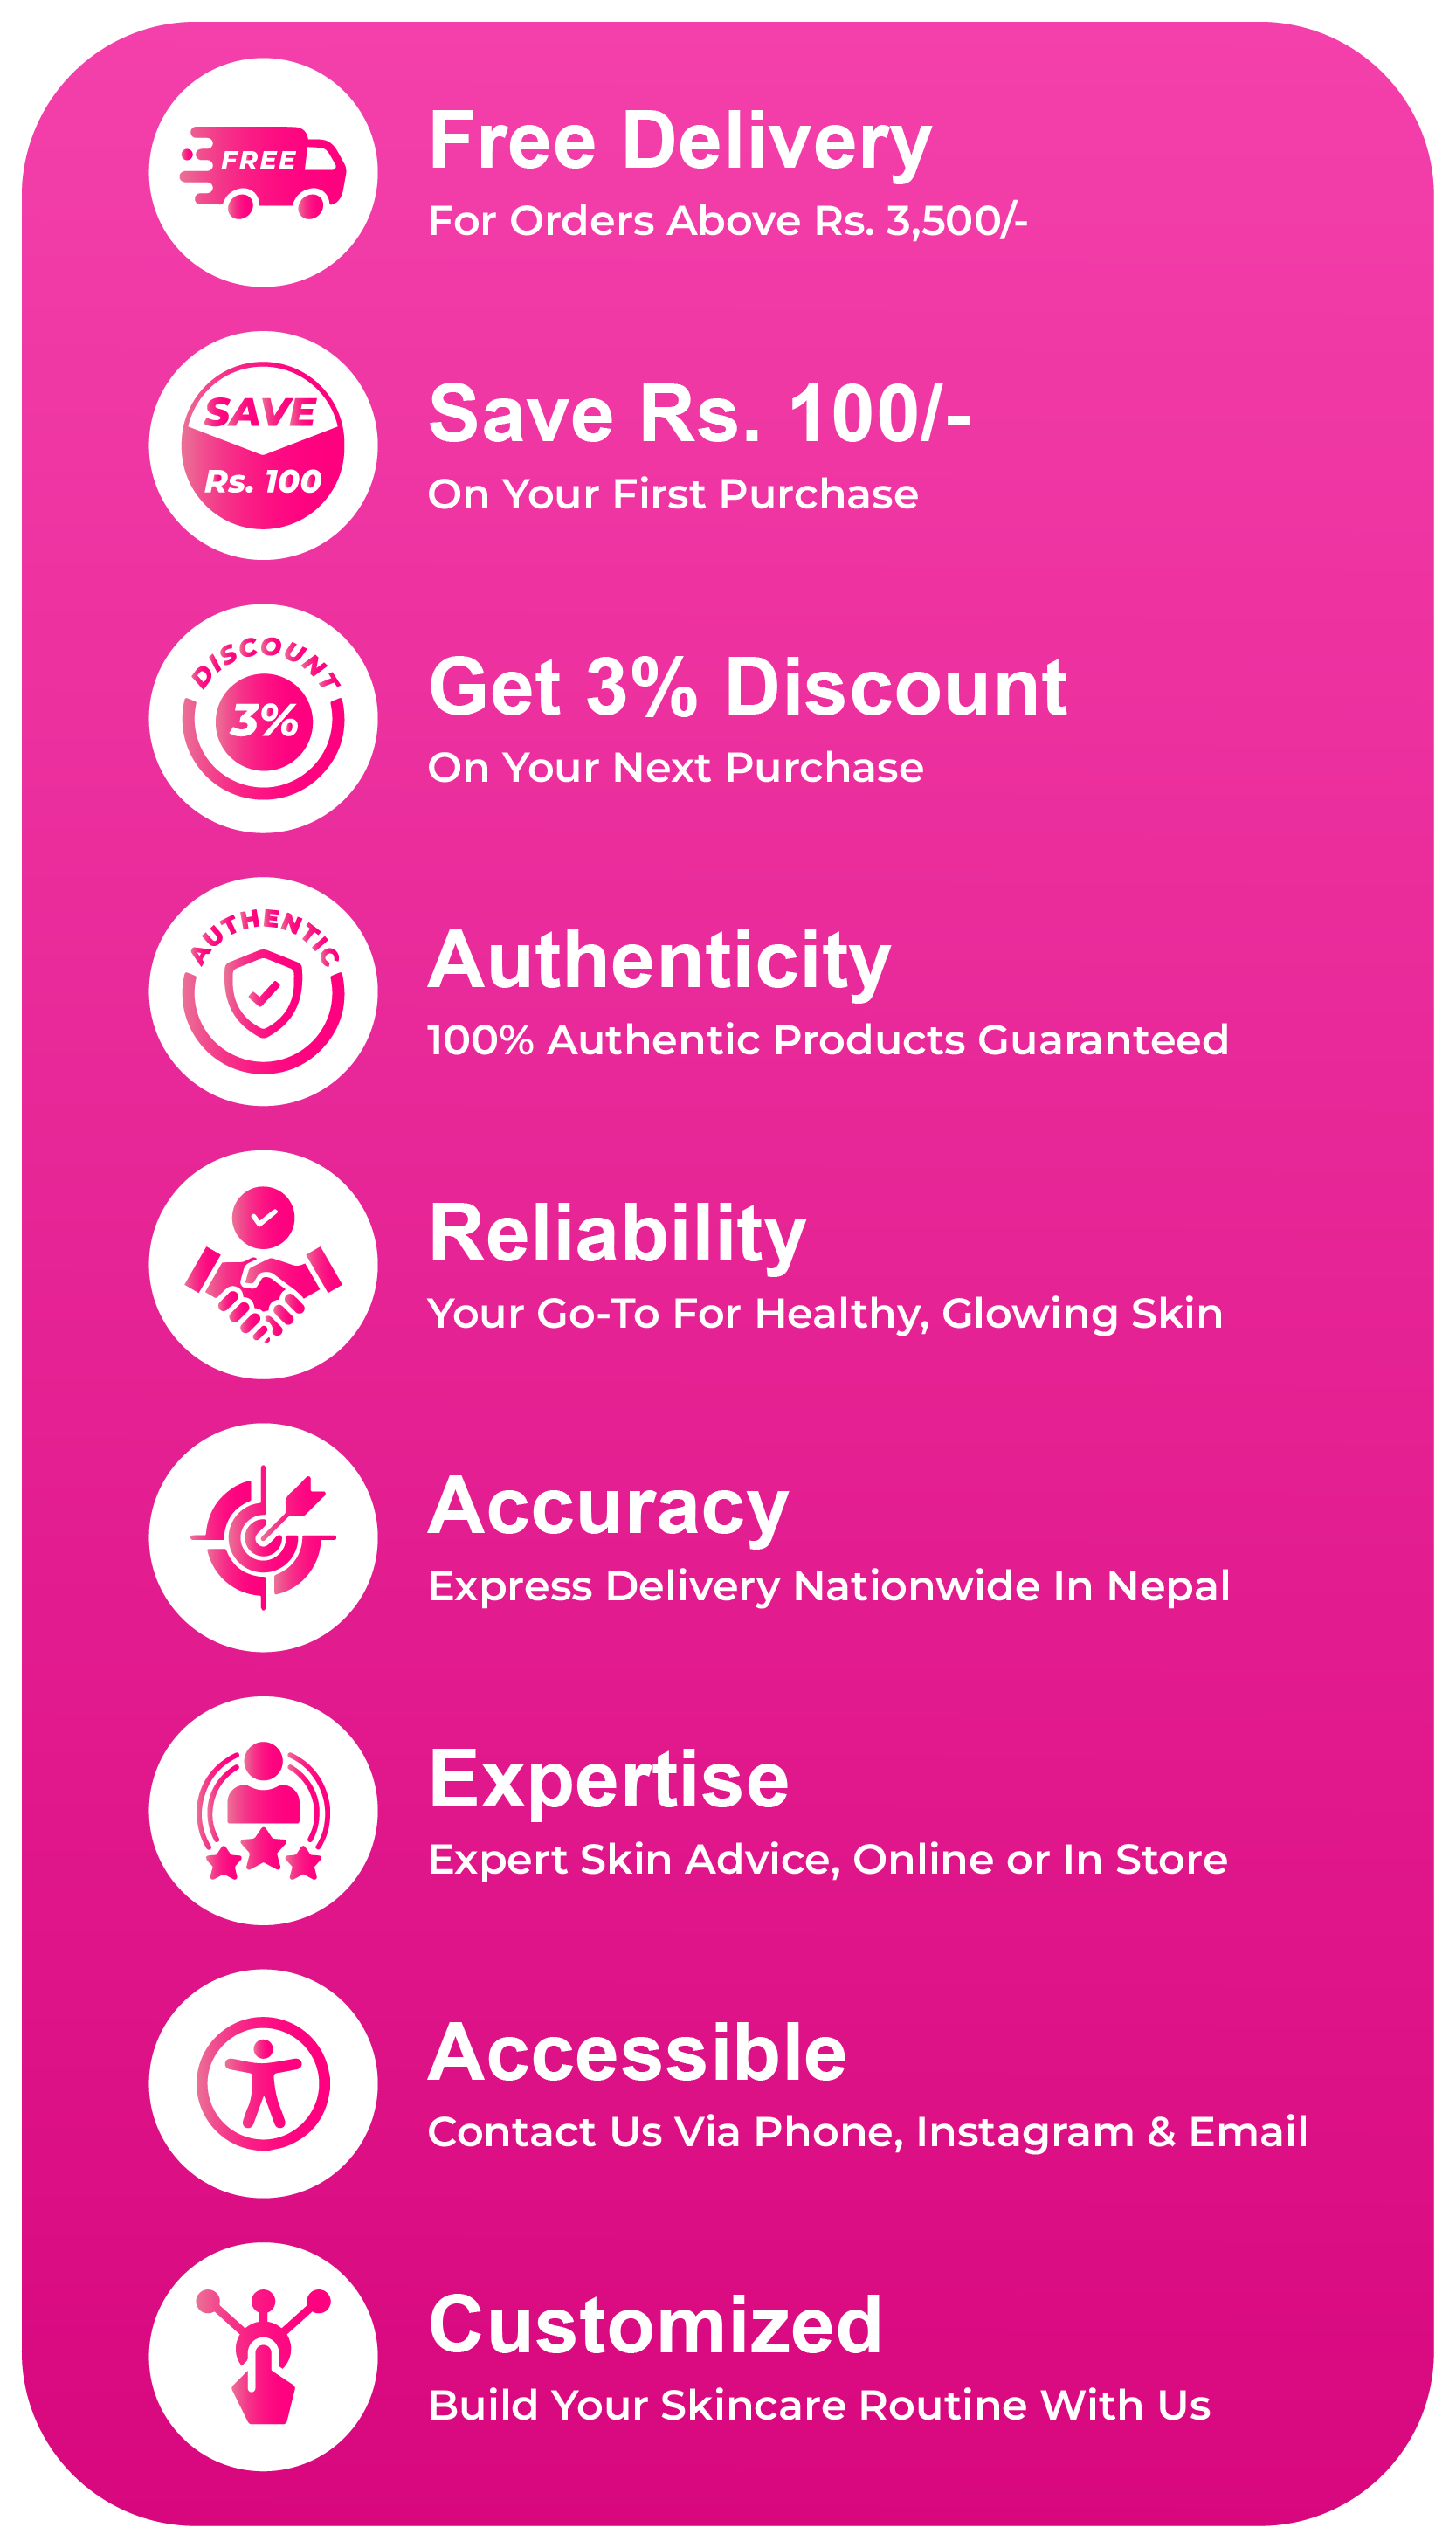 FREE
Free Delivery
For Orders Above Rs. 3,500/-
SAVE
Rs. 100
Save Rs. 100/-
On Your First Purchase
DISCOUNT
3%
Get 3% Discount
On Your Next Purchase
AUTHENTIC
Authenticity
100% Authentic Products Guaranteed
Reliability
Your Go-To For Healthy, Glowing Skin
Accuracy
Express Delivery Nationwide In Nepal
Expertise
Expert Skin Advice, Online or In Store
Accessible
Contact Us Via Phone, Instagram & Email
Customized
Build Your Skincare Routine With Us